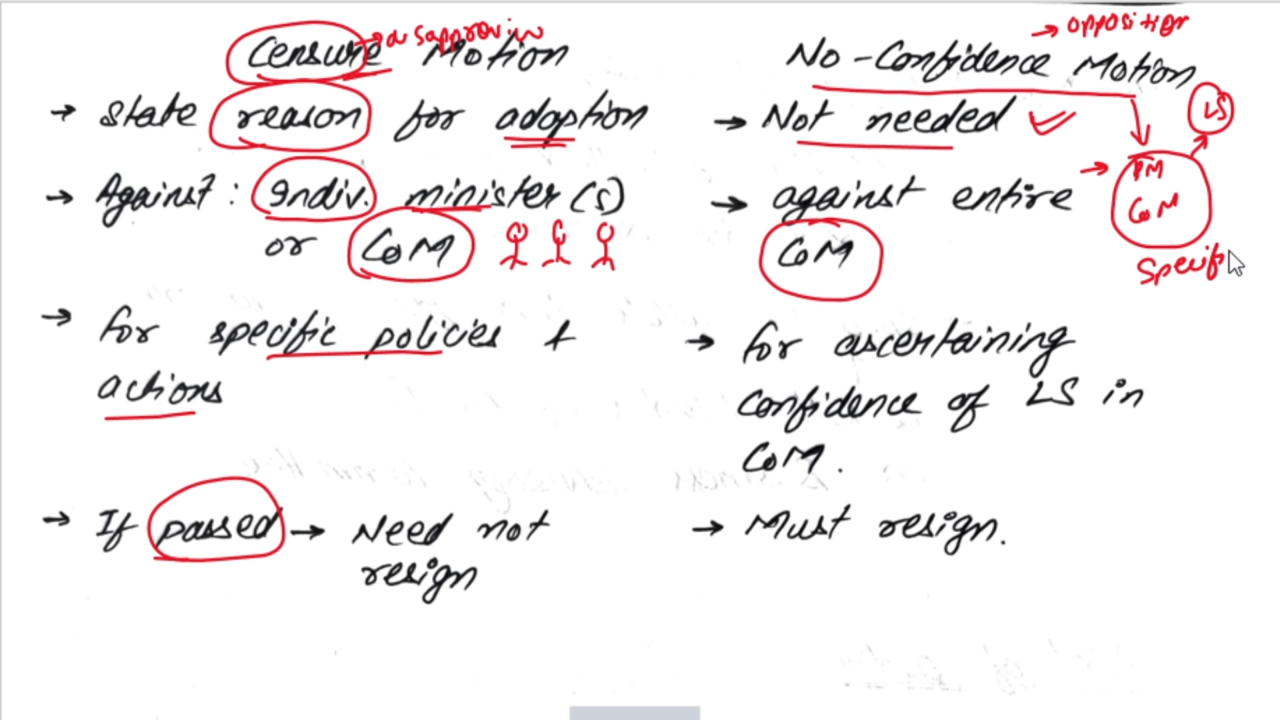 Censure Motion
→ disapproving
→ State reason for adoption
→ Against : Indiv. minister (s)
or CoM
→ for specific policies +
actions
→ If passed → Need not
resign
→ opposition
No-Confidence Motion
→ Not needed ✓
LS
→ against entire
CoM
→ PM
CoM
Specif
→ for ascertaining
confidence of LS in
CoM.
→ Must resign.